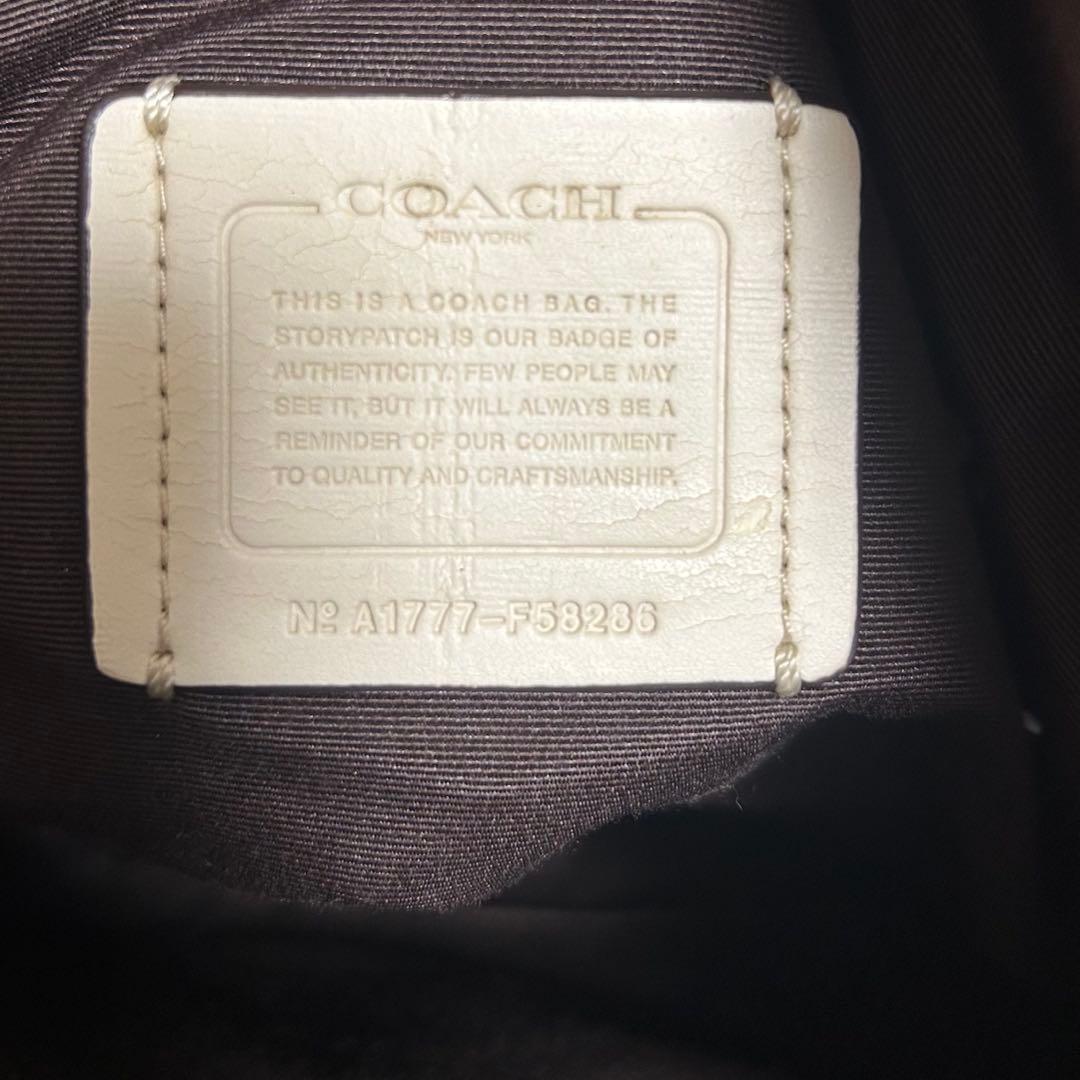 COACH
NEW YORK
THIS IS A COACH BAG. THE
STORYPATCH IS OUR BADGE OF
AUTHENTICITY. FEW PEOPLE MAY
SEE IT, BUT IT WILL ALWAYS BE A
REMINDER OF OUR COMMITMENT
TO QUALITY AND CRAFTSMANSHIP.
Nº A1777-F58286